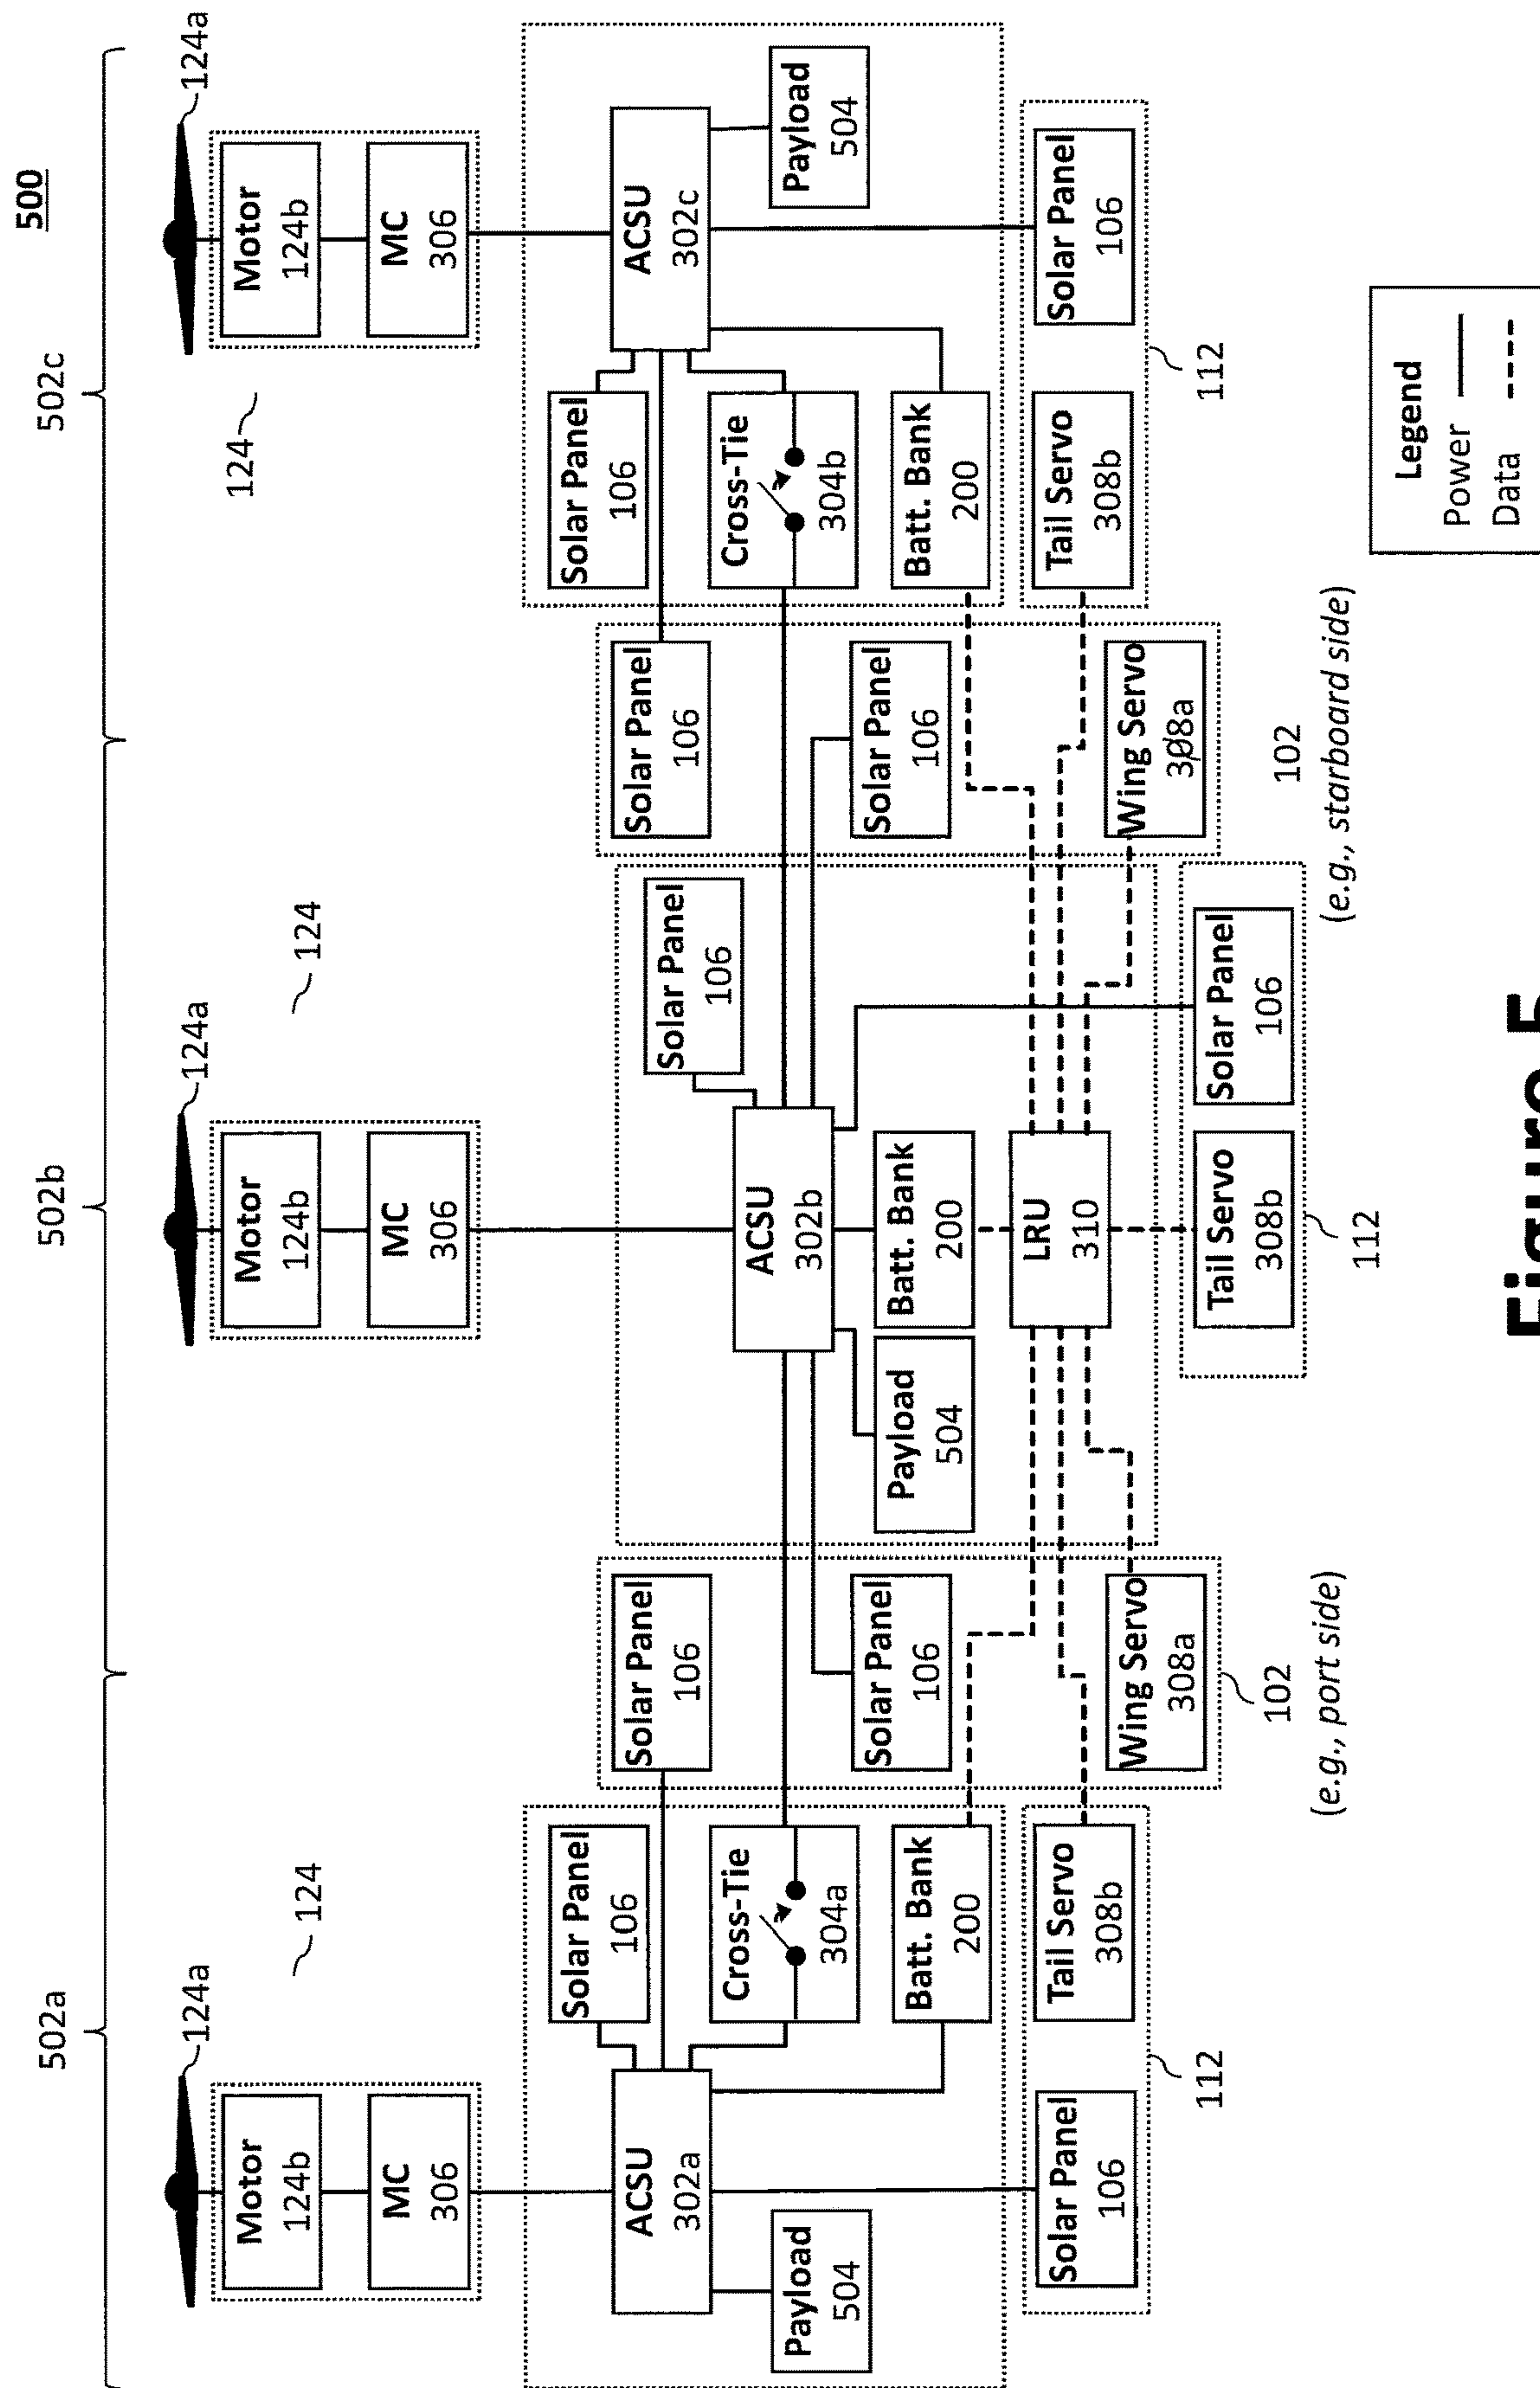 500
502a
502b
502c
124a
124a
124a
124
124
124
Motor
124b
Motor
124b
Motor
124b
MC
306
MC
306
MC
306
Solar Panel
106
Solar Panel
106
ACSU
302a
Solar Panel
106
Solar Panel
106
Solar Panel
106
ACSU
302c
Cross-Tie
304a
ACSU
302b
Cross-Tie
304b
Payload
504
Payload
504
Solar Panel
106
Payload
504
Batt. Bank
200
Solar Panel
106
Batt. Bank
200
Batt. Bank
200
LRU
310
Solar Panel
106
Tail Servo
308b
Wing Servo
308a
Wing Servo
308a
Tail Servo
308b
Solar Panel
106
Tail Servo
308b
Solar Panel
106
112
102
(e.g., port side)
112
102
(e.g., starboard side)
112
Legend
Power
Data
Figure 5